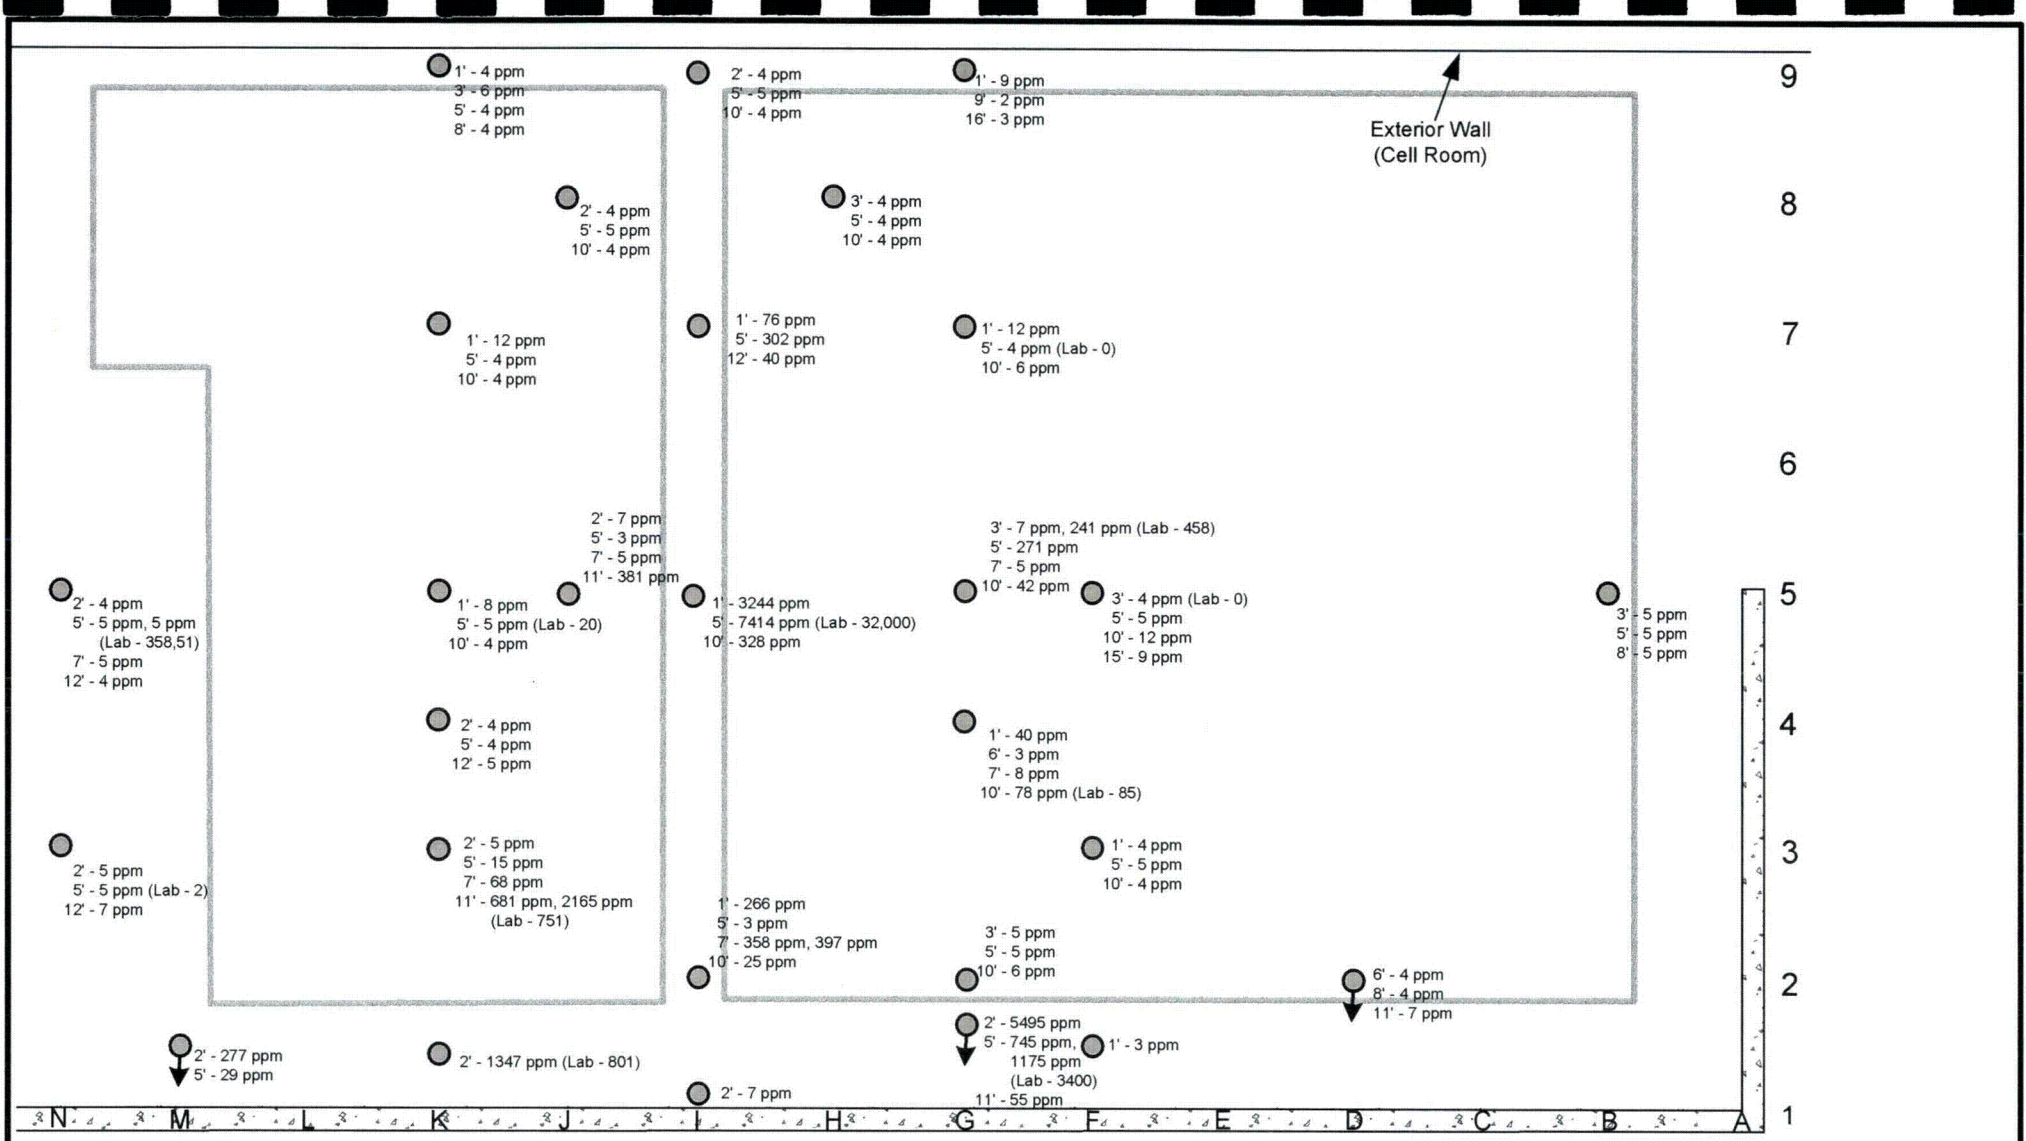 1' - 4 ppm
3' - 6 ppm
5' - 4 ppm
8' - 4 ppm
2' - 4 ppm
5' - 5 ppm
10' - 4 ppm
1' - 9 ppm
9' - 2 ppm
16' - 3 ppm
Exterior Wall
(Cell Room)
9
2' - 4 ppm
5' - 5 ppm
10' - 4 ppm
3' - 4 ppm
5' - 4 ppm
10' - 4 ppm
8
1' - 12 ppm
5' - 4 ppm
10' - 4 ppm
1' - 76 ppm
5' - 302 ppm
12' - 40 ppm
1' - 12 ppm
5' - 4 ppm (Lab - 0)
10' - 6 ppm
7
6
2' - 4 ppm
5' - 5 ppm, 5 ppm
(Lab - 358,51)
7' - 5 ppm
12' - 4 ppm
1' - 8 ppm
5' - 5 ppm (Lab - 20)
10' - 4 ppm
2' - 7 ppm
5' - 3 ppm
7' - 5 ppm
11' - 381 ppm
1' - 3244 ppm
5' - 7414 ppm (Lab - 32,000)
10' - 328 ppm
3' - 7 ppm, 241 ppm (Lab - 458)
5' - 271 ppm
7' - 5 ppm
10' - 42 ppm
3' - 4 ppm (Lab - 0)
5' - 5 ppm
10' - 12 ppm
15' - 9 ppm
3' - 5 ppm
5' - 5 ppm
8' - 5 ppm
5
2' - 4 ppm
5' - 4 ppm
12' - 5 ppm
1' - 40 ppm
6' - 3 ppm
7' - 8 ppm
10' - 78 ppm (Lab - 85)
4
2' - 5 ppm
5' - 5 ppm (Lab - 2)
12' - 7 ppm
2' - 5 ppm
5' - 15 ppm
7' - 68 ppm
11' - 681 ppm, 2165 ppm
(Lab - 751)
1' - 4 ppm
5' - 5 ppm
10' - 4 ppm
3
1' - 266 ppm
5' - 3 ppm
7' - 358 ppm, 397 ppm
10' - 25 ppm
3' - 5 ppm
5' - 5 ppm
10' - 6 ppm
6' - 4 ppm
8' - 4 ppm
11' - 7 ppm
2
2' - 277 ppm
5' - 29 ppm
2' - 1347 ppm (Lab - 801)
2' - 7 ppm
2' - 5495 ppm
5' - 745 ppm,
1175 ppm
(Lab - 3400)
11' - 55 ppm
1' - 3 ppm
N M L K J I H G F E D C B A 1